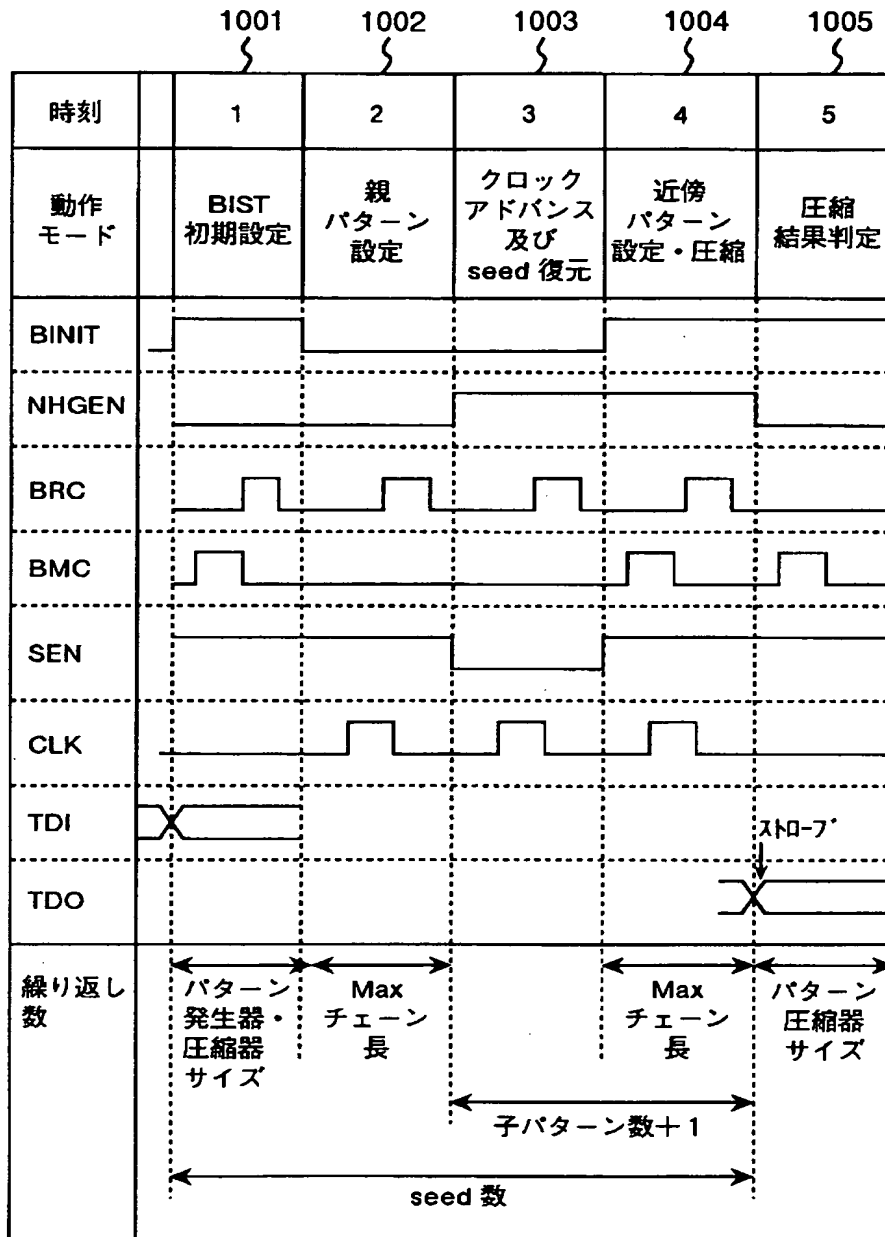 1001 1002 1003 1004 1005
時刻 1 2 3 4 5
動作
モード
BIST
初期設定
親
パターン
設定
クロック
アドバンス
及び
seed 復元
近傍
パターン
設定・圧縮
圧縮
結果判定
BINIT
NHGEN
BRC
BMC
SEN
CLK
TDI
ストローブ
TDO
繰り返し
数
パターン
発生器・
圧縮器
サイズ
Max
チェーン
長
Max
チェーン
長
パターン
圧縮器
サイズ
子パターン数+1
seed 数